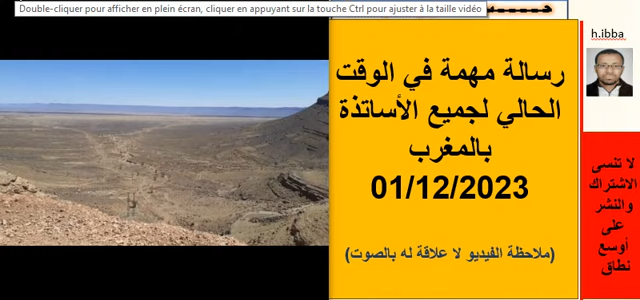 Double-cliquer pour afficher en plein écran, cliquer en appuyant sur la touche Ctrl pour ajuster à la taille vidéo
h.ibba
رسالة مهمة في الوقت
الحالي لجميع الأساتذة
بالمغرب
01/12/2023
(ملاحظة الفيديو لا علاقة له بالصوت)
لا تنسى
الاشتراك
والنشر
على
أوسع
نطاق